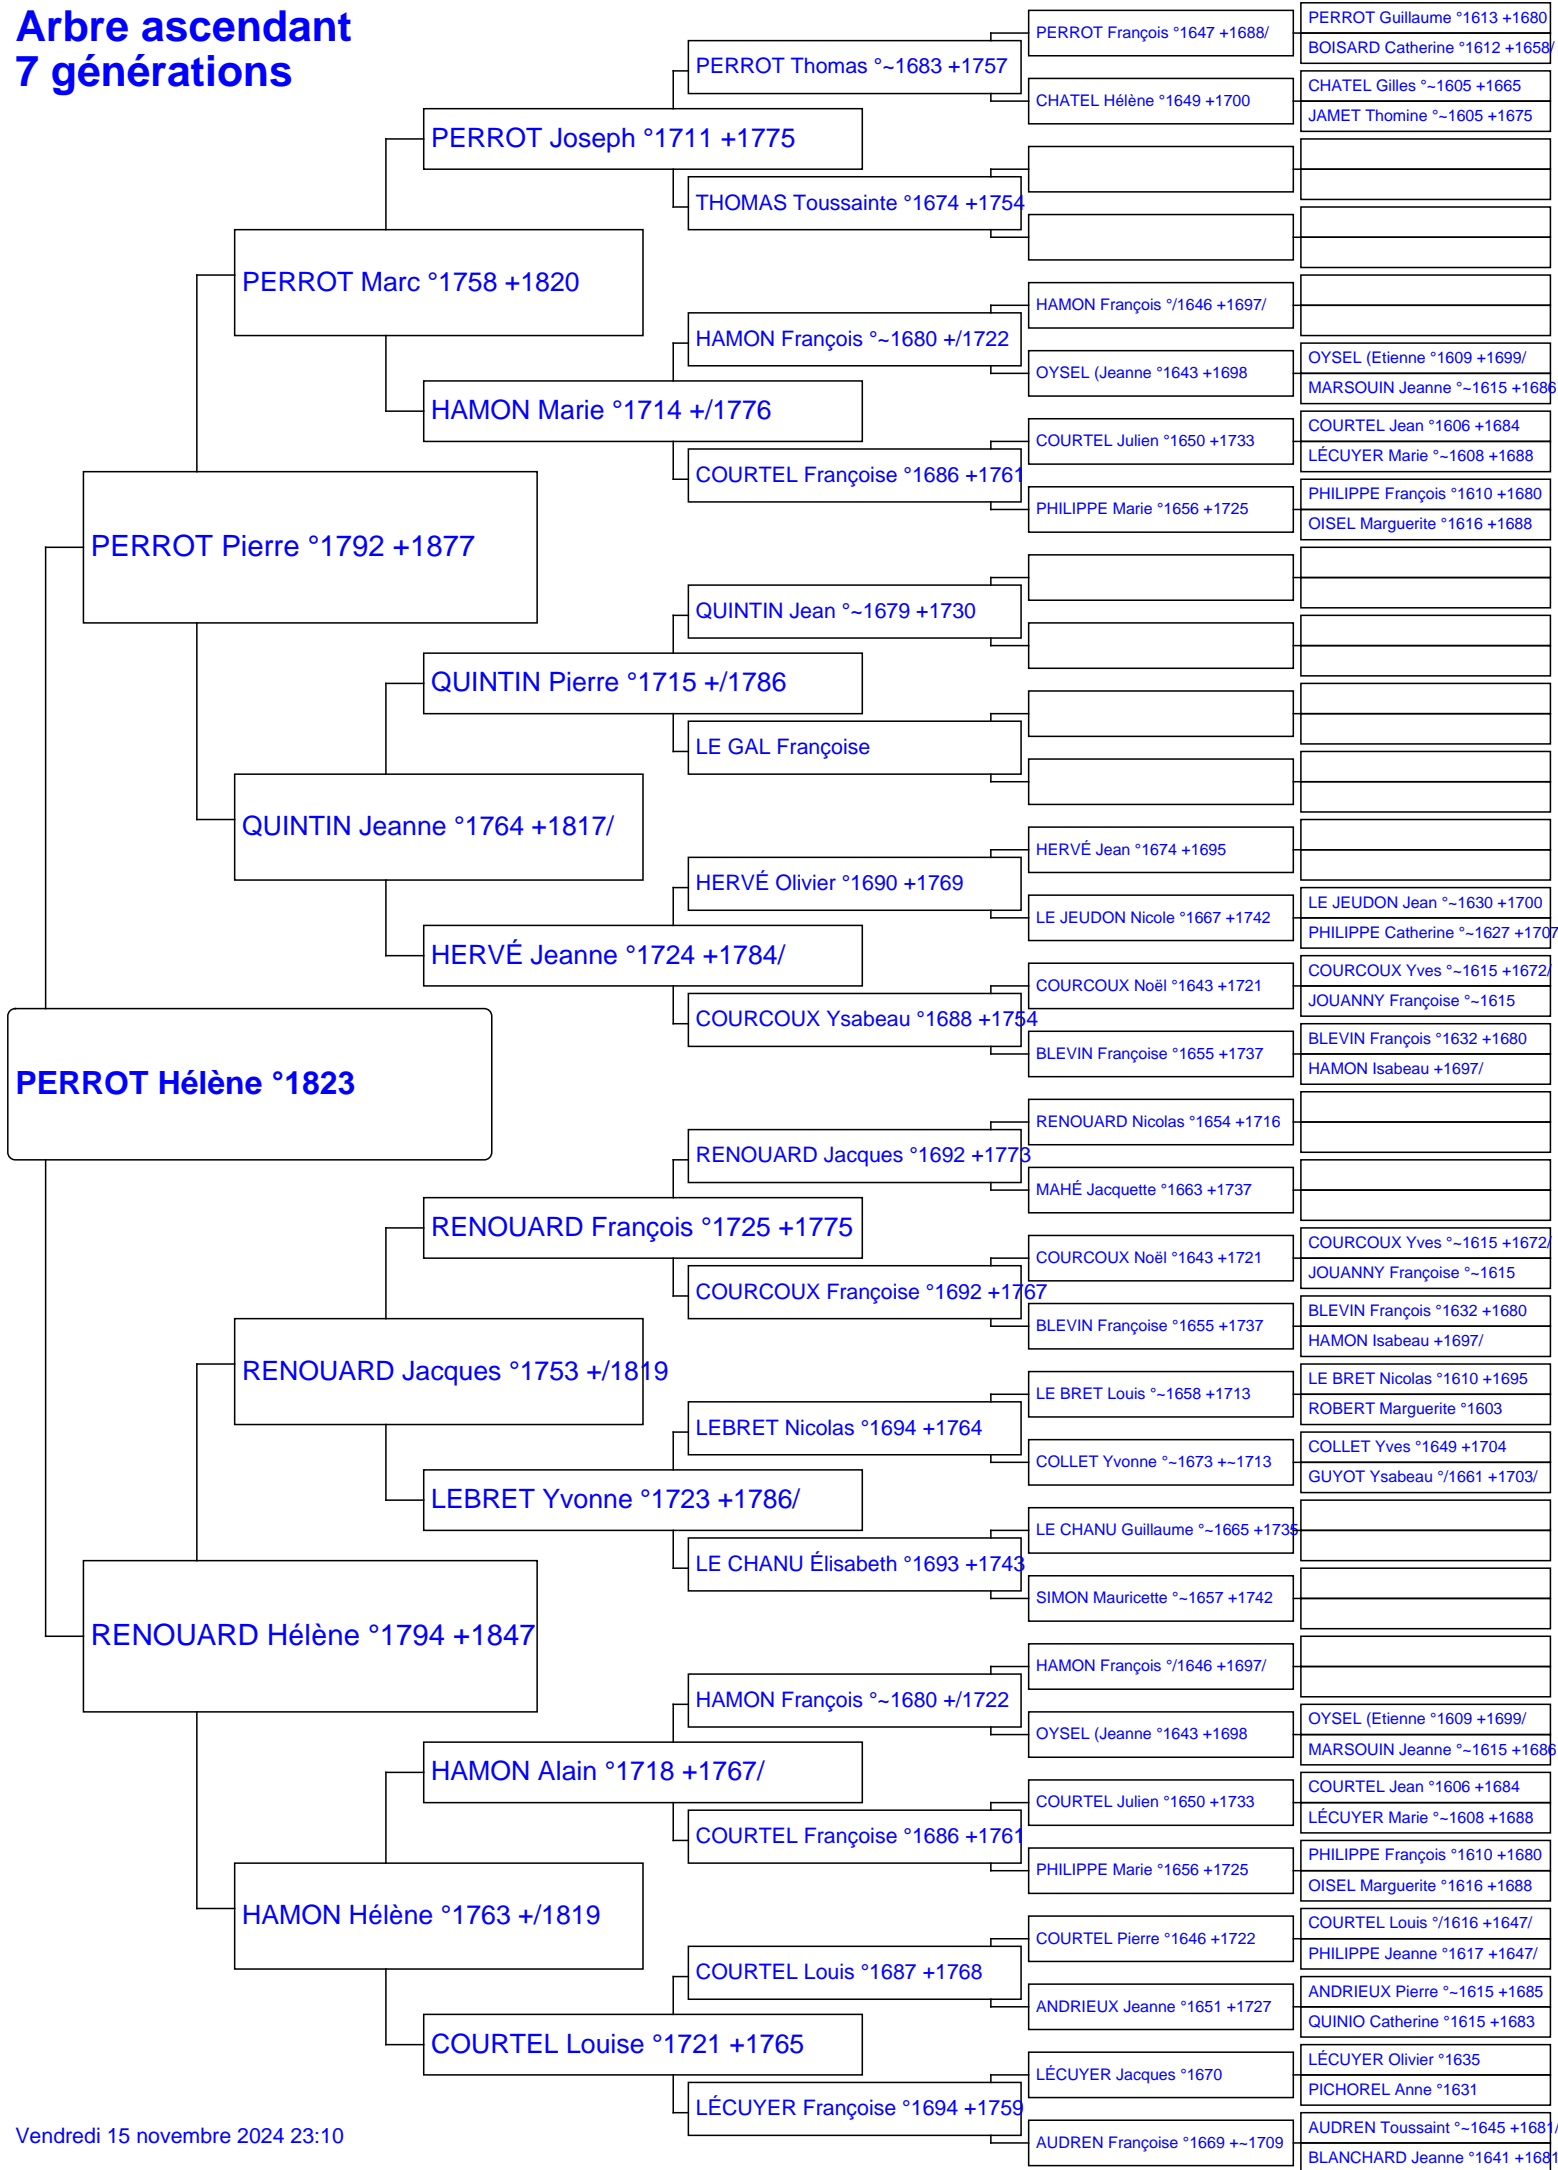 Arbre ascendant
7 générations
PERROT Hélène °1823
PERROT Pierre °1792 +1877
RENOUARD Hélène °1794 +1847
PERROT Marc °1758 +1820
QUINTIN Jeanne °1764 +1817/
RENOUARD Jacques °1753 +/1819
HAMON Hélène °1763 +/1819
PERROT Joseph °1711 +1775
HAMON Marie °1714 +/1776
QUINTIN Pierre °1715 +/1786
HERVÉ Jeanne °1724 +1784/
RENOUARD François °1725 +1775
LEBRET Yvonne °1723 +1786/
HAMON Alain °1718 +1767/
COURTEL Louise °1721 +1765
PERROT Thomas °~1683 +1757
THOMAS Toussainte °1674 +1754
HAMON François °~1680 +/1722
COURTEL Françoise °1686 +1761
QUINTIN Jean °~1679 +1730
LE GAL Françoise
HERVÉ Olivier °1690 +1769
COURCOUX Ysabeau °1688 +1754
RENOUARD Jacques °1692 +1773
COURCOUX Françoise °1692 +1767
LEBRET Nicolas °1694 +1764
LE CHANU Élisabeth °1693 +1743
HAMON François °~1680 +/1722
COURTEL Françoise °1686 +1761
COURTEL Louis °1687 +1768
LÉCUYER Françoise °1694 +1759
PERROT François °1647 +1688/
CHATEL Hélène °1649 +1700
HAMON François °/1646 +1697/
OYSEL (Jeanne °1643 +1698
COURTEL Julien °1650 +1733
PHILIPPE Marie °1656 +1725
HERVÉ Jean °1674 +1695
LE JEUDON Nicole °1667 +1742
COURCOUX Noël °1643 +1721
BLEVIN Françoise °1655 +1737
RENOUARD Nicolas °1654 +1716
MAHÉ Jacquette °1663 +1737
COURCOUX Noël °1643 +1721
BLEVIN Françoise °1655 +1737
LE BRET Louis °~1658 +1713
COLLET Yvonne °~1673 +~1713
LE CHANU Guillaume °~1665 +1735
SIMON Mauricette °~1657 +1742
HAMON François °/1646 +1697/
OYSEL (Jeanne °1643 +1698
COURTEL Julien °1650 +1733
PHILIPPE Marie °1656 +1725
COURTEL Pierre °1646 +1722
ANDRIEUX Jeanne °1651 +1727
LÉCUYER Jacques °1670
AUDREN Françoise °1669 +~1709
PERROT Guillaume °1613 +1680
BOISARD Catherine °1612 +1658/
CHATEL Gilles °~1605 +1665
JAMET Thomine °~1605 +1675
OYSEL (Etienne °1609 +1699/
MARSOUIN Jeanne °~1615 +1686
COURTEL Jean °1606 +1684
LÉCUYER Marie °~1608 +1688
PHILIPPE François °1610 +1680
OISEL Marguerite °1616 +1688
LE JEUDON Jean °~1630 +1700
PHILIPPE Catherine °~1627 +1707
COURCOUX Yves °~1615 +1672/
JOUANNY Françoise °~1615
BLEVIN François °1632 +1680
HAMON Isabeau +1697/
COURCOUX Yves °~1615 +1672/
JOUANNY Françoise °~1615
BLEVIN François °1632 +1680
HAMON Isabeau +1697/
LE BRET Nicolas °1610 +1695
ROBERT Marguerite °1603
COLLET Yves °1649 +1704
GUYOT Ysabeau °/1661 +1703/
OYSEL (Etienne °1609 +1699/
MARSOUIN Jeanne °~1615 +1686
COURTEL Jean °1606 +1684
LÉCUYER Marie °~1608 +1688
PHILIPPE François °1610 +1680
OISEL Marguerite °1616 +1688
COURTEL Louis °/1616 +1647/
PHILIPPE Jeanne °1617 +1647/
ANDRIEUX Pierre °~1615 +1685
QUINIO Catherine °1615 +1683
LÉCUYER Olivier °1635
PICHOREL Anne °1631
AUDREN Toussaint °~1645 +1681/
BLANCHARD Jeanne °1641 +1681
Vendredi 15 novembre 2024 23:10